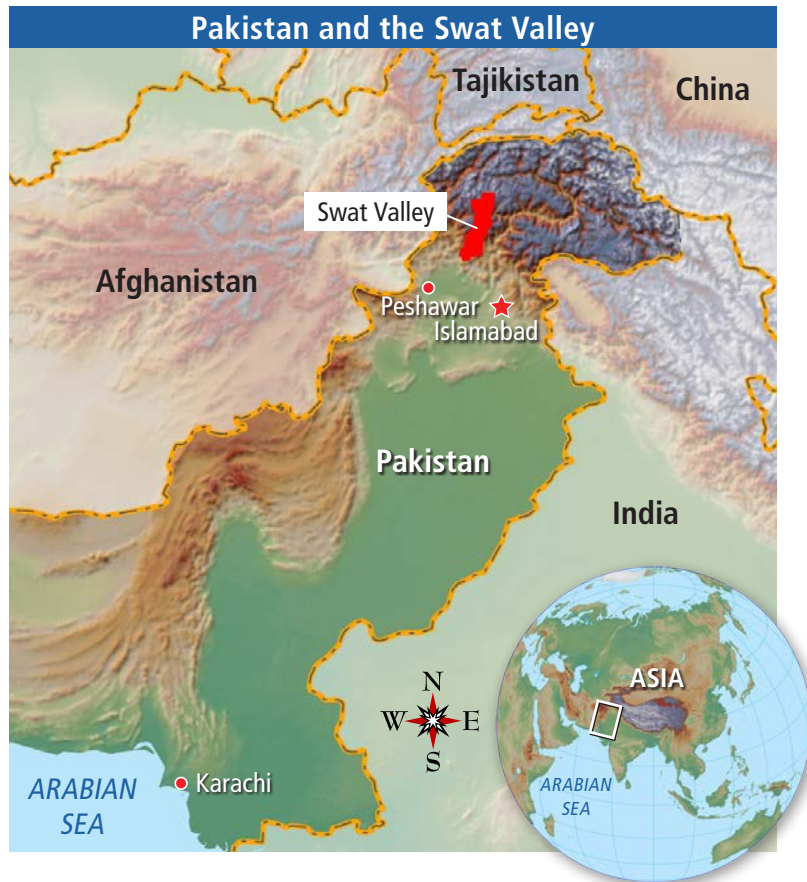 Pakistan and the Swat Valley
Tajikistan
China
Swat Valley
Afghanistan
Peshawar
Islamabad
Pakistan
India
N
W E
S
Karachi
ARABIAN
SEA
ASIA
ARABIAN
SEA